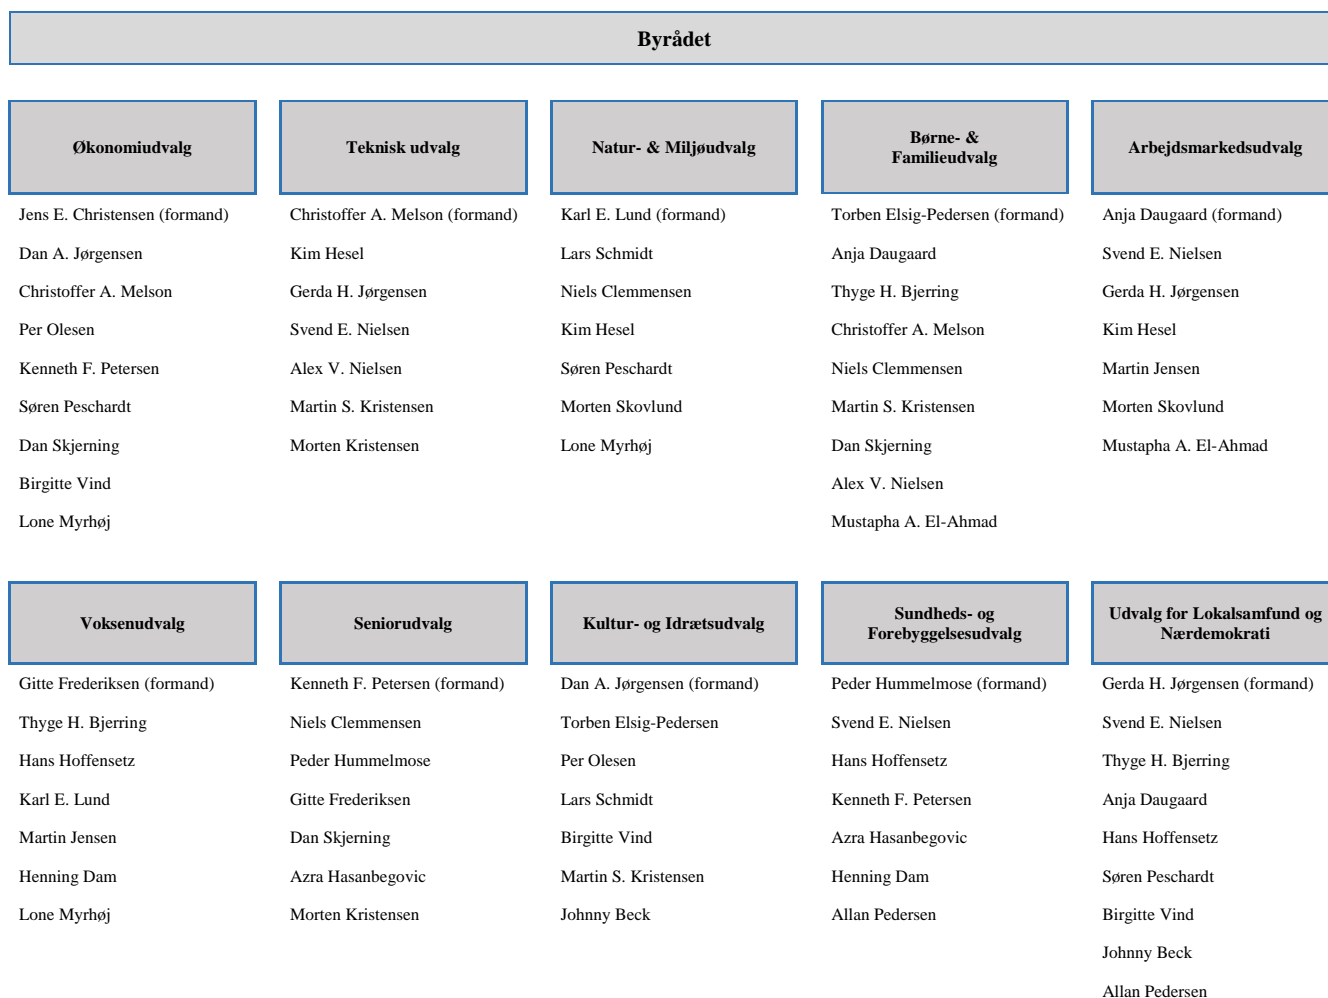 Byrådet
Økonomiudvalg
Jens E. Christensen (formand)
Dan A. Jørgensen
Christoffer A. Melson
Per Olesen
Kenneth F. Petersen
Søren Peschardt
Dan Skjerning
Birgitte Vind
Lone Myrhøj
Teknisk udvalg
Christoffer A. Melson (formand)
Kim Hesel
Gerda H. Jørgensen
Svend E. Nielsen
Alex V. Nielsen
Martin S. Kristensen
Morten Kristensen
Natur- & Miljøudvalg
Karl E. Lund (formand)
Lars Schmidt
Niels Clemmensen
Kim Hesel
Søren Peschardt
Morten Skovlund
Lone Myrhøj
Børne- &
Familieudvalg
Torben Elsig-Pedersen (formand)
Anja Daugaard
Thyge H. Bjerring
Christoffer A. Melson
Niels Clemmensen
Martin S. Kristensen
Dan Skjerning
Alex V. Nielsen
Mustapha A. El-Ahmad
Arbejdsmarkedsudvalg
Anja Daugaard (formand)
Svend E. Nielsen
Gerda H. Jørgensen
Kim Hesel
Martin Jensen
Morten Skovlund
Mustapha A. El-Ahmad
Voksenudvalg
Gitte Frederiksen (formand)
Thyge H. Bjerring
Hans Hoffensetz
Karl E. Lund
Martin Jensen
Henning Dam
Lone Myrhøj
Seniorudvalg
Kenneth F. Petersen (formand)
Niels Clemmensen
Peder Hummelmose
Gitte Frederiksen
Dan Skjerning
Azra Hasanbegovic
Morten Kristensen
Kultur- og Idrætsudvalg
Dan A. Jørgensen (formand)
Torben Elsig-Pedersen
Per Olesen
Lars Schmidt
Birgitte Vind
Martin S. Kristensen
Johnny Beck
Sundheds- og
Forebyggelsesudvalg
Peder Hummelmose (formand)
Svend E. Nielsen
Hans Hoffensetz
Kenneth F. Petersen
Azra Hasanbegovic
Henning Dam
Allan Pedersen
Udvalg for Lokalsamfund og
Nærdemokrati
Gerda H. Jørgensen (formand)
Svend E. Nielsen
Thyge H. Bjerring
Anja Daugaard
Hans Hoffensetz
Søren Peschardt
Birgitte Vind
Johnny Beck
Allan Pedersen